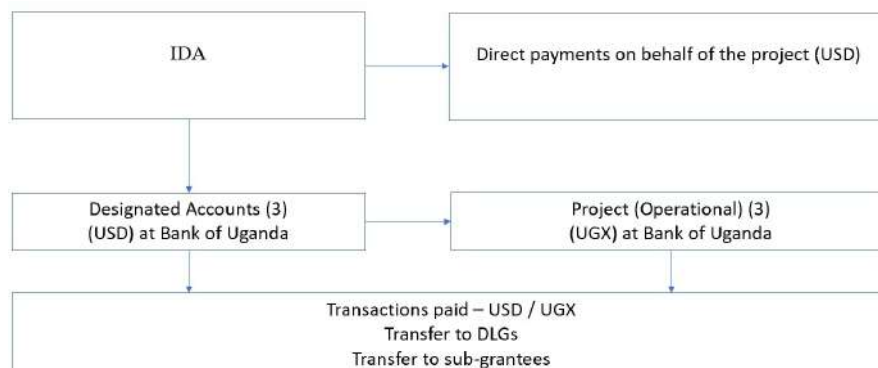 IDA
Direct payments on behalf of the project (USD)
Designated Accounts (3)
(USD) at Bank of Uganda
Project (Operational) (3)
(UGX) at Bank of Uganda
Transactions paid – USD / UGX
Transfer to DLGs
Transfer to sub-grantees